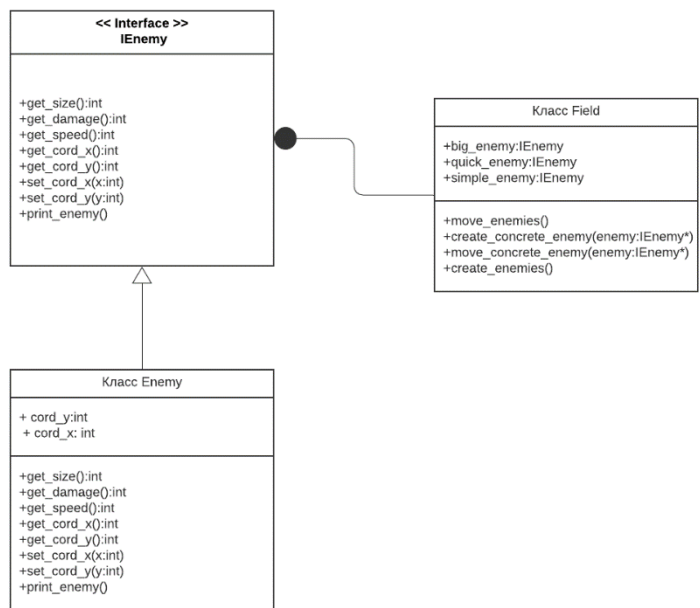 << Interface >>
IEnemy
+get_size():int
+get_damage():int
+get_speed():int
+get_cord_x():int
+get_cord_y():int
+set_cord_x(x:int)
+set_cord_y(y:int)
+print_enemy()
Класс Field
+big_enemy:IEnemy
+quick_enemy:IEnemy
+simple_enemy:IEnemy
+move_enemies()
+create_concrete_enemy(enemy:IEnemy*)
+move_concrete_enemy(enemy:IEnemy*)
+create_enemies()
Класс Enemy
+ cord_y:int
+ cord_x: int
+get_size():int
+get_damage():int
+get_speed():int
+get_cord_x():int
+get_cord_y():int
+set_cord_x(x:int)
+set_cord_y(y:int)
+print_enemy()